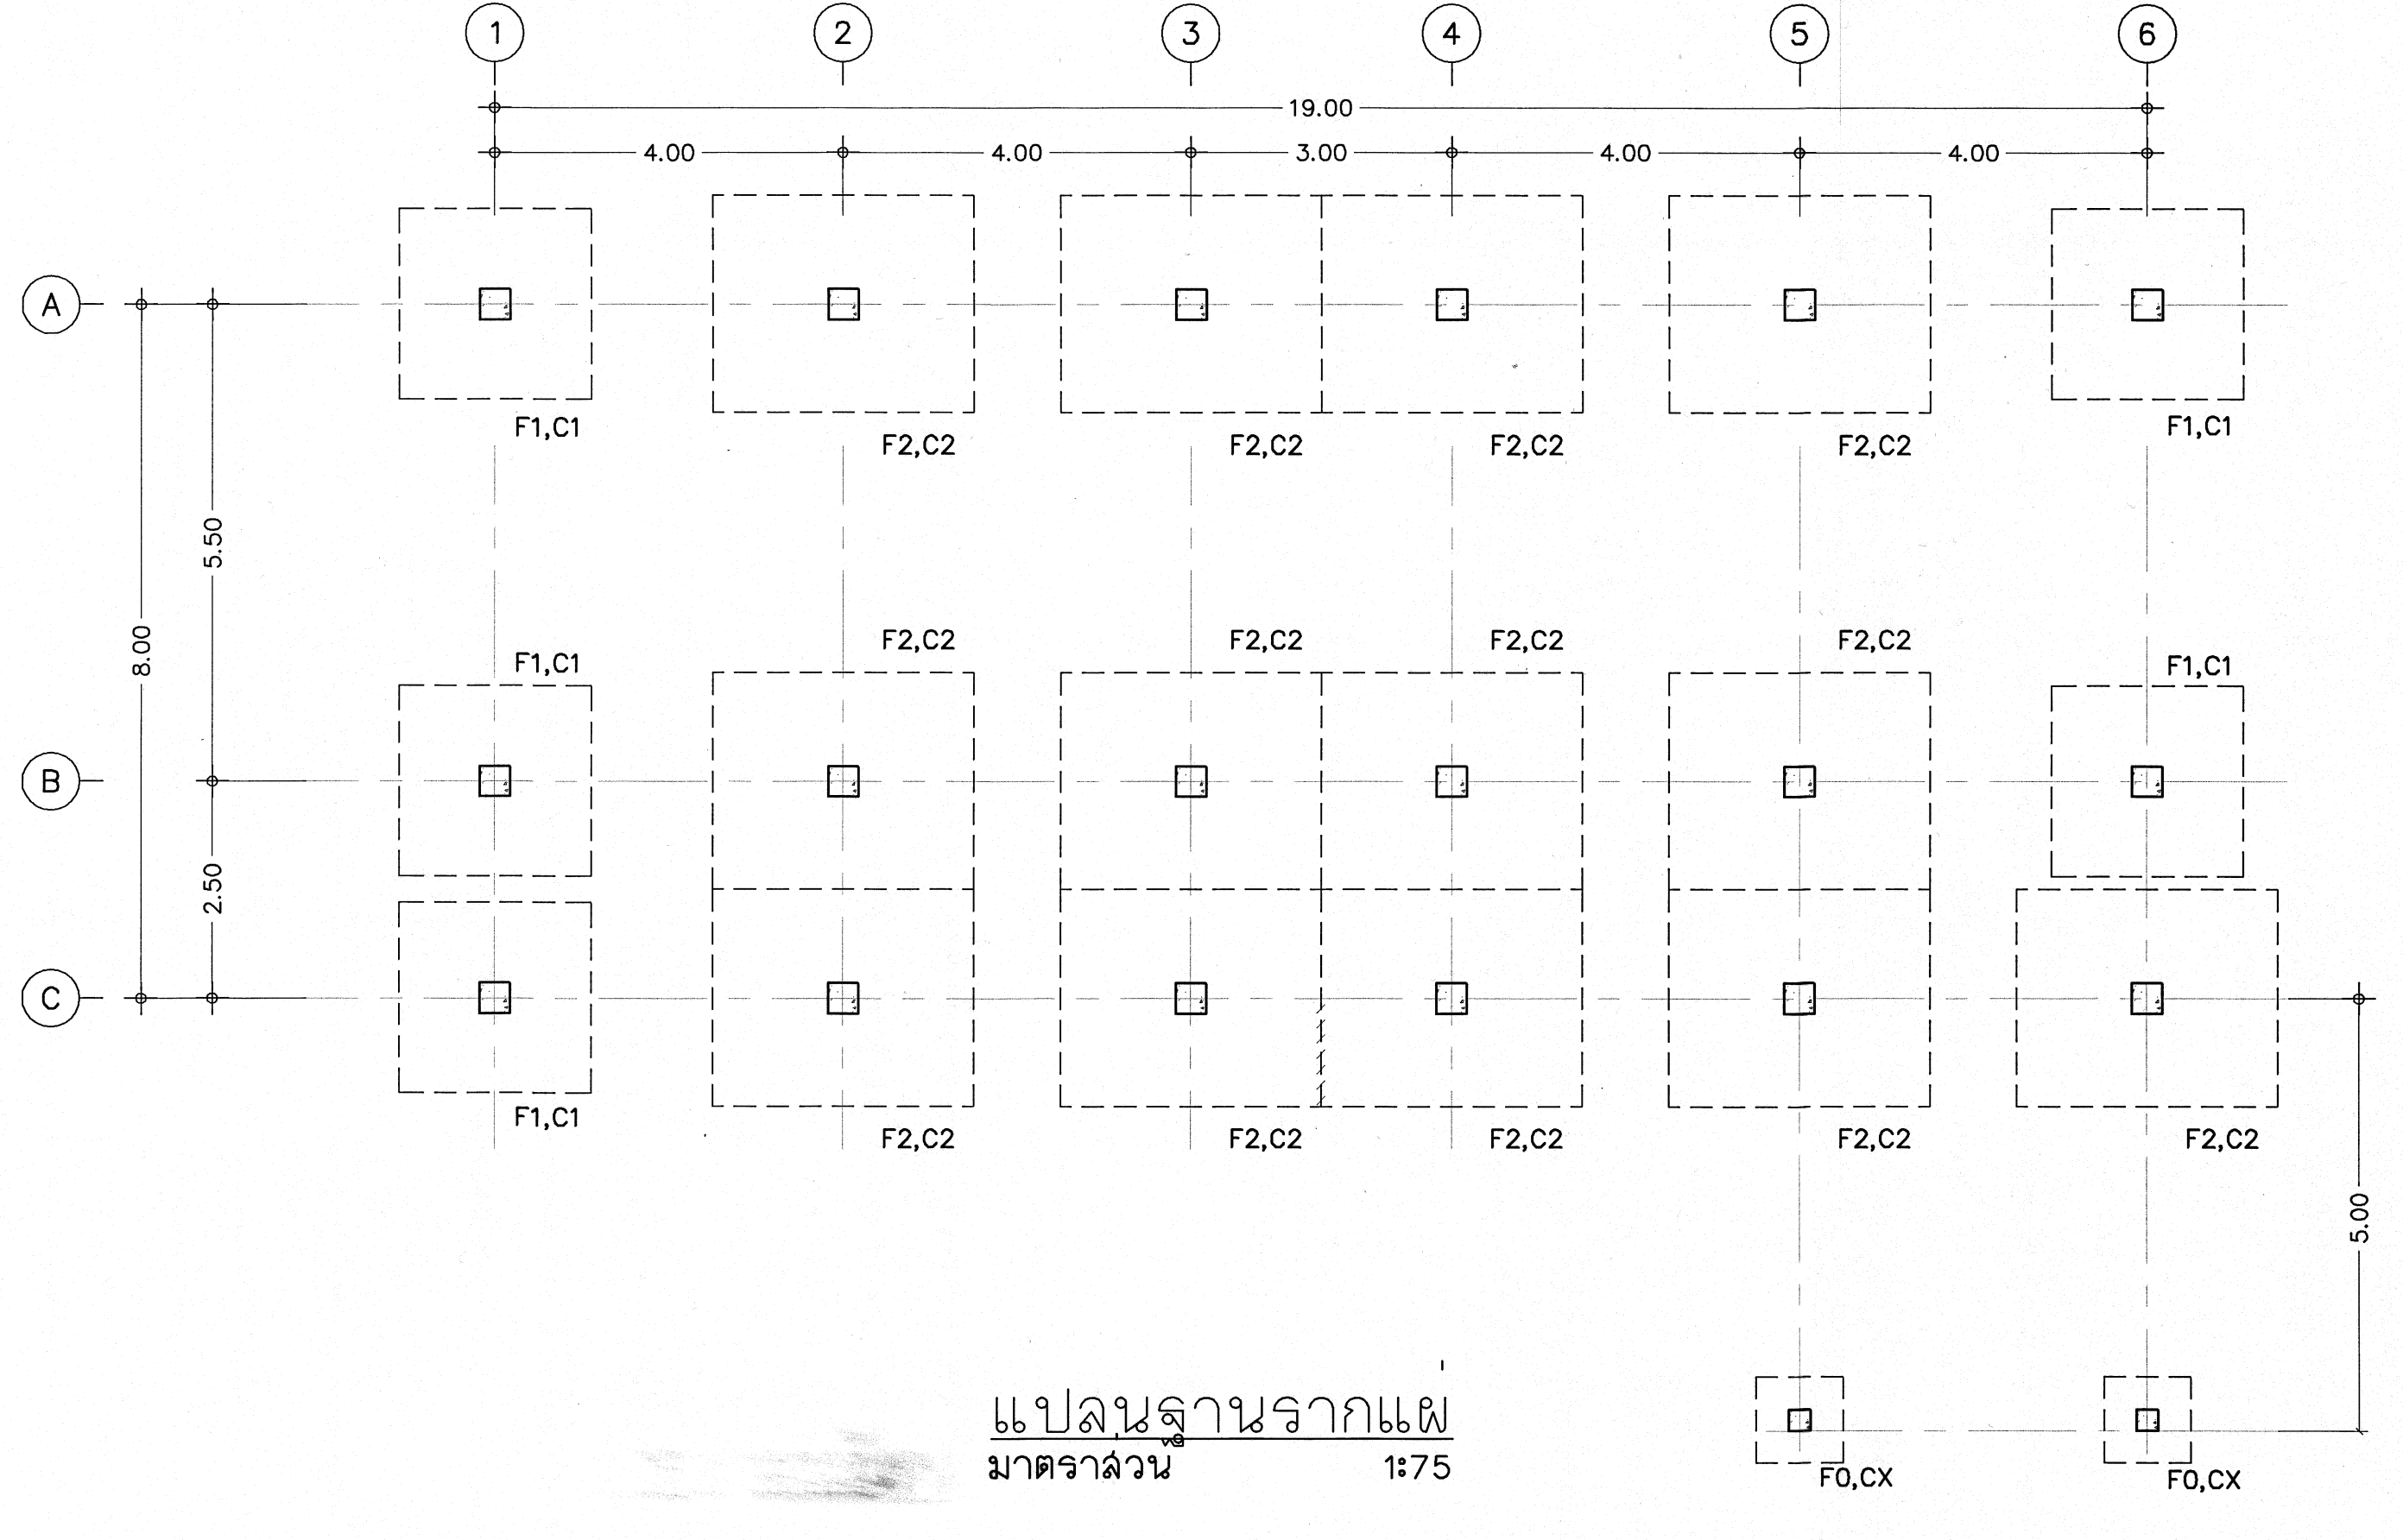 1 2 3 4 5 6
19.00
4.00 4.00 3.00 4.00 4.00
A
F1,C1 F2,C2 F2,C2 F2,C2 F2,C2 F1,C1
5.50
8.00
F1,C1 F2,C2 F2,C2 F2,C2 F2,C2 F1,C1
B
2.50
C
F1,C1 F2,C2 F2,C2 F2,C2 F2,C2 F2,C2
5.00
แปลนฐานรากแผ่
มาตราส่วน 1:75
F0,CX F0,CX